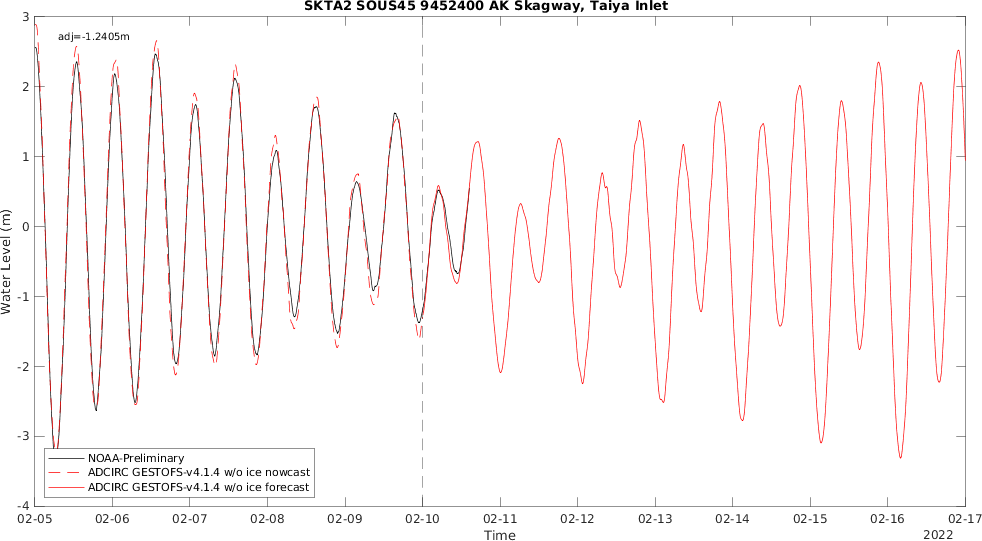 SKTA2 SOUS45 9452400 AK Skagway, Taiya Inlet
adj=-1.2405m
3
2
1
0
-1
-2
-3
-4
Water Level (m)
NOAA-Preliminary
ADCIRC GESTOFS-v4.1.4 w/o ice nowcast
ADCIRC GESTOFS-v4.1.4 w/o ice forecast
02-05 02-06 02-07 02-08 02-09 02-10 02-11 02-12 02-13 02-14 02-15 02-16 02-17
Time
2022